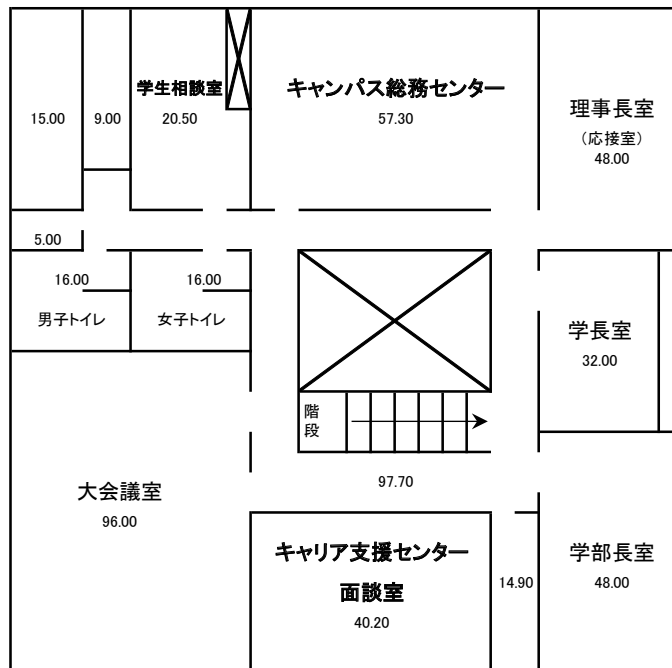 学生相談室
20.50
15.00
9.00
キャンパス総務センター
57.30
理事長室
（応接室）
48.00
5.00
16.00
男子トイレ
16.00
女子トイレ
学長室
32.00
階
段
97.70
大会議室
96.00
キャリア支援センター
面談室
40.20
14.90
学部長室
48.00